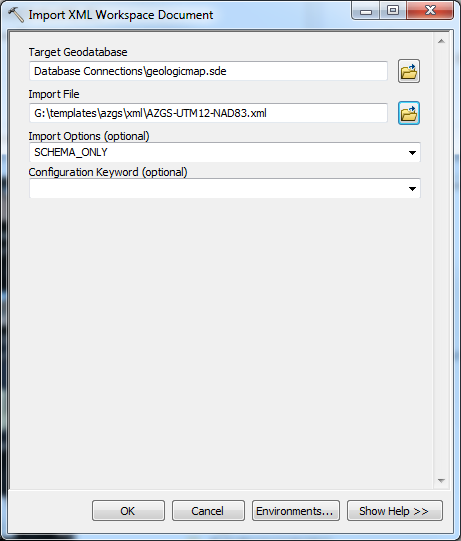 Import XML Workspace Document
Target Geodatabase
Database Connections\geologicmap.sde
Import File
G:\templates\azgs\xml\AZGS-UTM12-NAD83.xml
Import Options (optional)
SCHEMA_ONLY
Configuration Keyword (optional)
OK Cancel Environments... Show Help >>